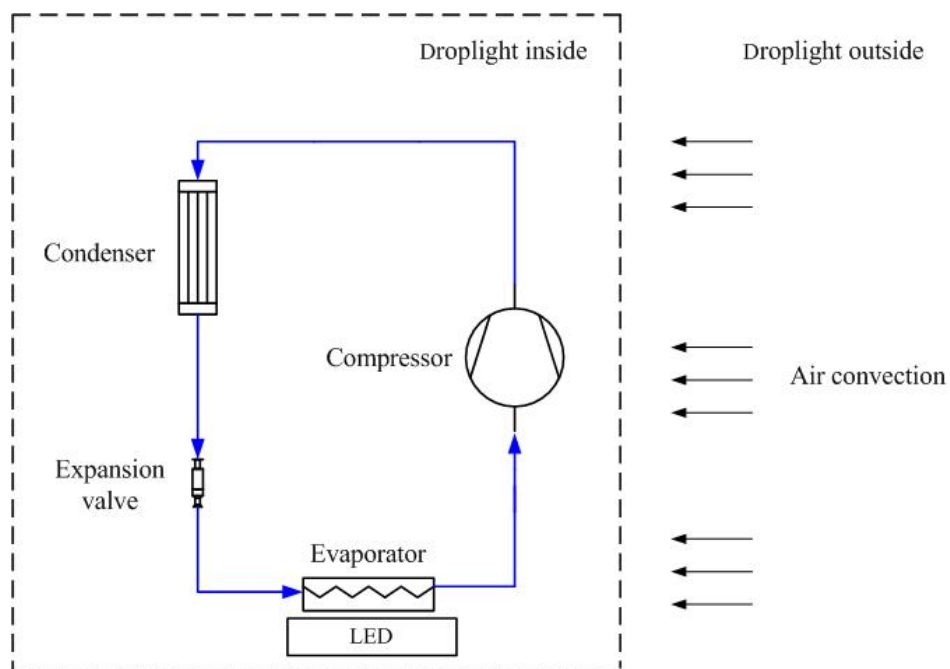 Droplight inside
Droplight outside
Condenser
Compressor
Air convection
Expansion
valve
Evaporator
LED